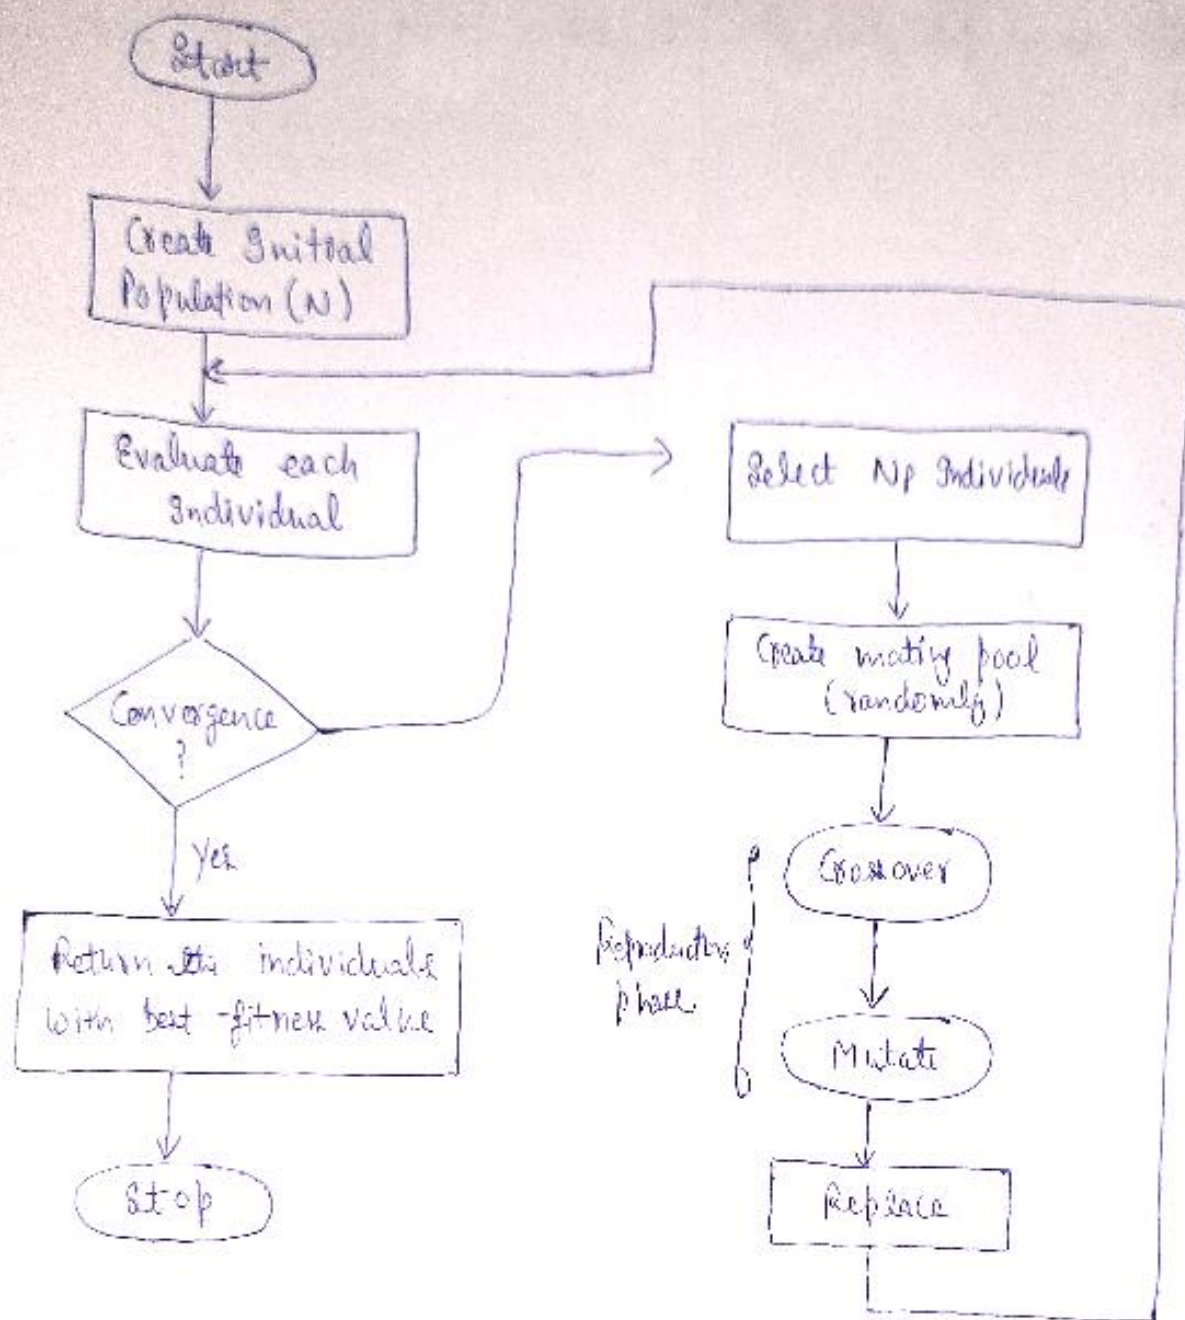 Start
Create Initial
Population (N)
Evaluate each
Individual
Convergence
?
Yes
Return the individuals
with best fitness value
Stop
Select Np Individuals
Create mating pool
(randomly)
Crossover
Reproduction
phase
Mutate
Replace